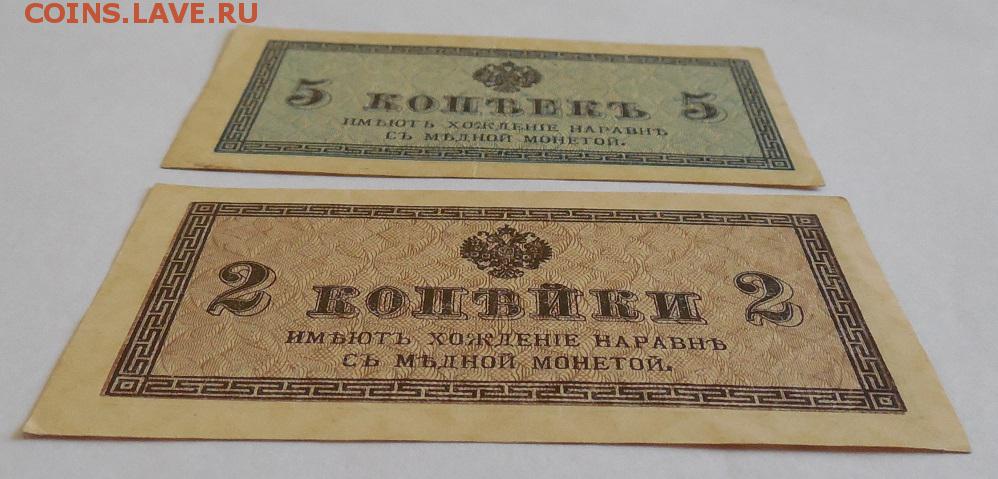 COINS.LAVE.RU
5 КОПѢЕКЪ 5
ИМѢЮТЪ ХОЖДЕНІЕ НАРАВНѢ
СЪ МѢДНОЙ МОНЕТОЙ.
2 КОПѢЙКИ 2
ИМѢЮТЪ ХОЖДЕНІЕ НАРАВНѢ
СЪ МѢДНОЙ МОНЕТОЙ.